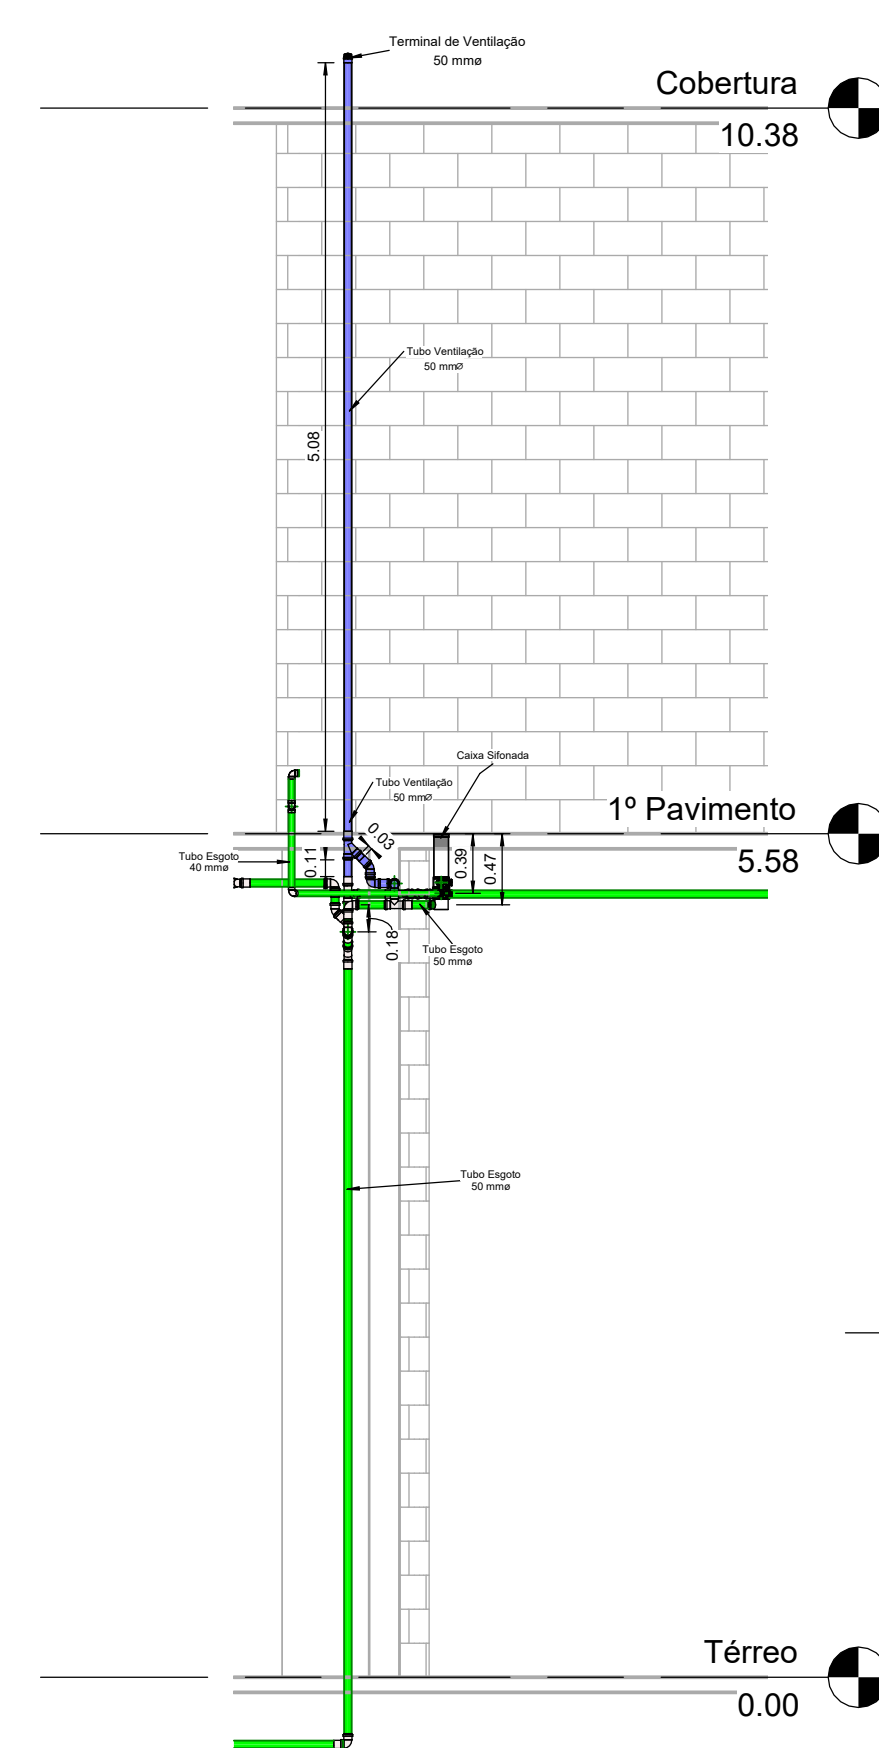 Terminal de Ventilação
50 mmø
Cobertura
10.38
Tubo Ventilação
50 mmø
5.08
Caixa Sifonada
Tubo Ventilação
50 mmø
1º Pavimento
5.58
0.03
0.11
0.39
0.47
Tubo Esgoto
40 mmø
0.18
Tubo Esgoto
50 mmø
Tubo Esgoto
50 mmø
Térreo
0.00